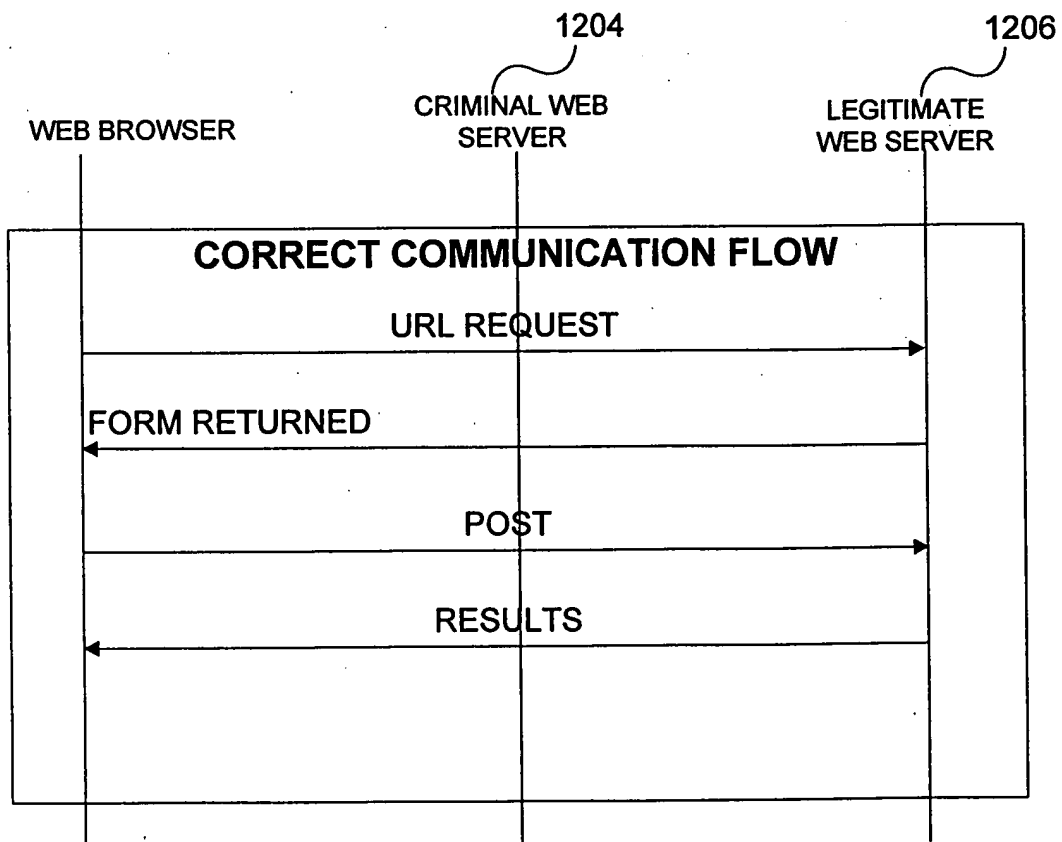 1204
1206
WEB BROWSER
CRIMINAL WEB
SERVER
LEGITIMATE
WEB SERVER
CORRECT COMMUNICATION FLOW
URL REQUEST
FORM RETURNED
POST
RESULTS